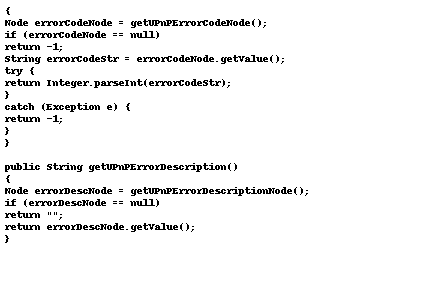 {
Node errorCodeNode = getUPnPErrorCodeNode();
if (errorCodeNode == null)
return -1;
String errorCodeStr = errorCodeNode.getValue();
try {
return Integer.parseInt(errorCodeStr);
}
catch (Exception e) {
return -1;
}
}

public String getUPnPErrorDescription()
{
Node errorDescNode = getUPnPErrorDescriptionNode();
if (errorDescNode == null)
return "";
return errorDescNode.getValue();
}